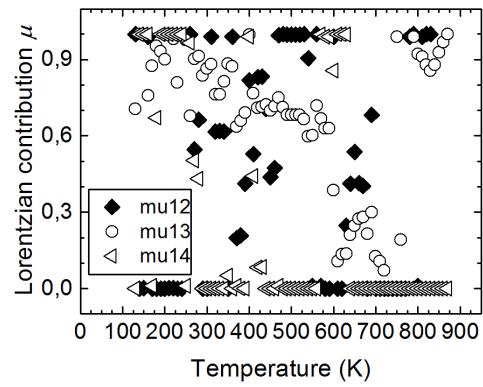 Lorentzian contribution μ
0,9
0,6
0,3
0,0
mu12
mu13
mu14
0 100 200 300 400 500 600 700 800 900
Temperature (K)